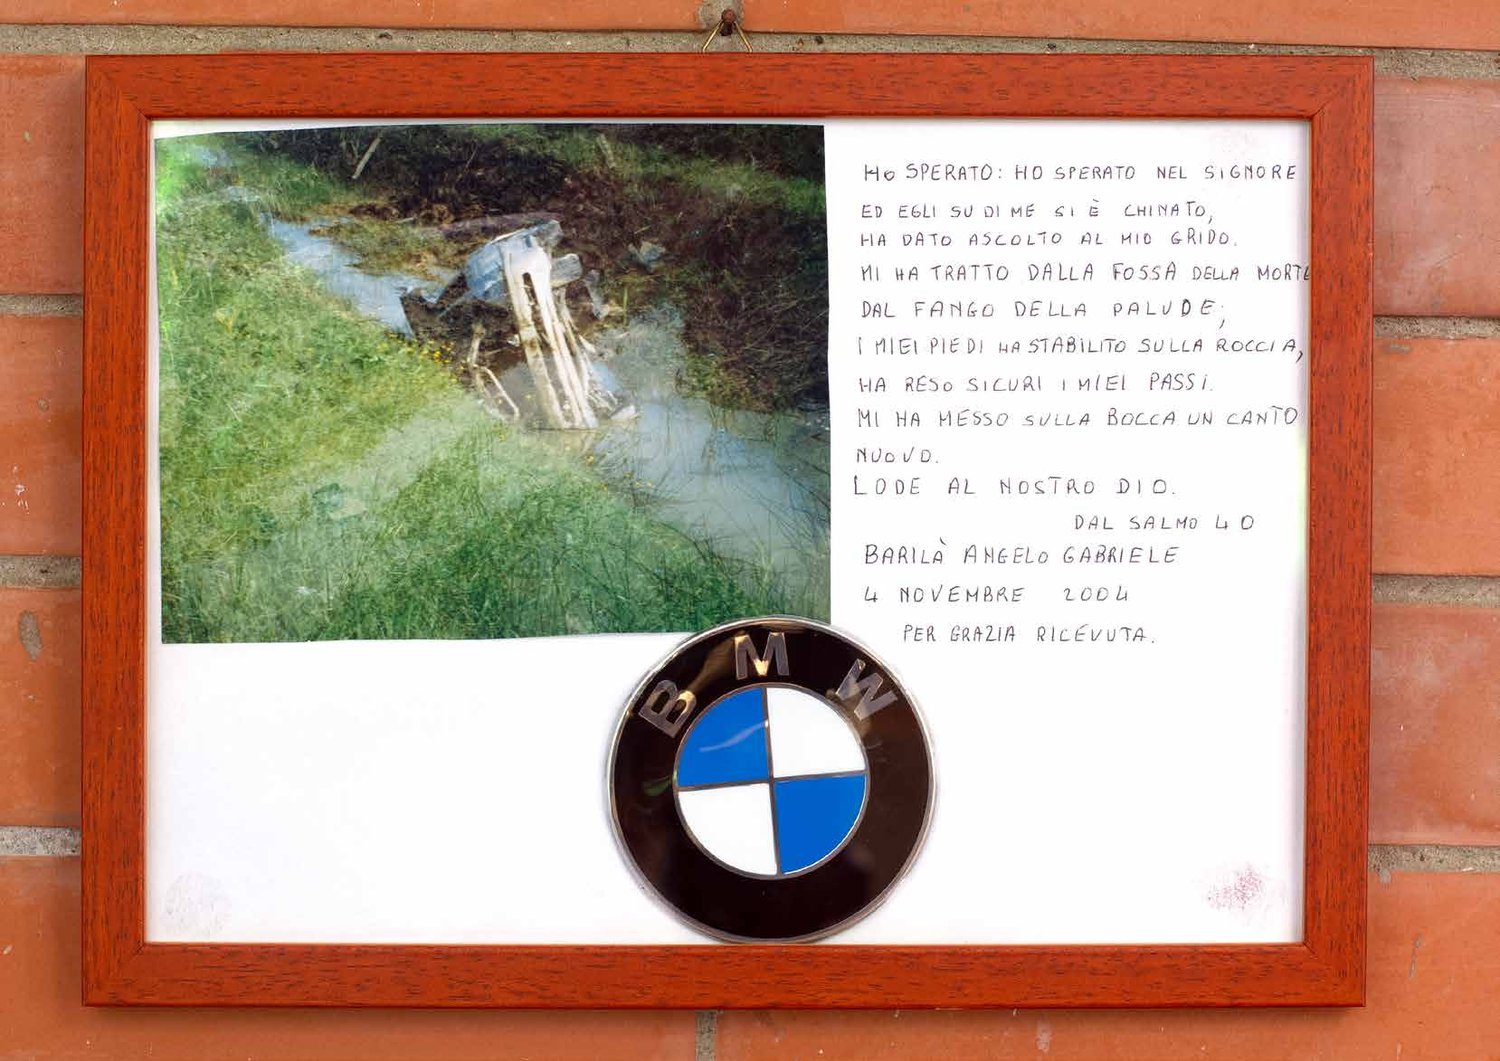 HO SPERATO: HO SPERATO NEL SIGNORE
ED EGLI SU DI ME SI È CHINATO,
HA DATO ASCOLTO AL MIO GRIDO.
MI HA TRATTO DALLA FOSSA DELLA MORTE
DAL FANGO DELLA PALUDE;
I MIEI PIEDI HA STABILITO SULLA ROCCIA,
HA RESO SICURI I MIEI PASSI.
MI HA MESSO SULLA BOCCA UN CANTO
NUOVO.
LODE AL NOSTRO DIO.
DAL SALMO 40
BARILÀ ANGELO GABRIELE
4 NOVEMBRE 2004
PER GRAZIA RICEVUTA.
BMW